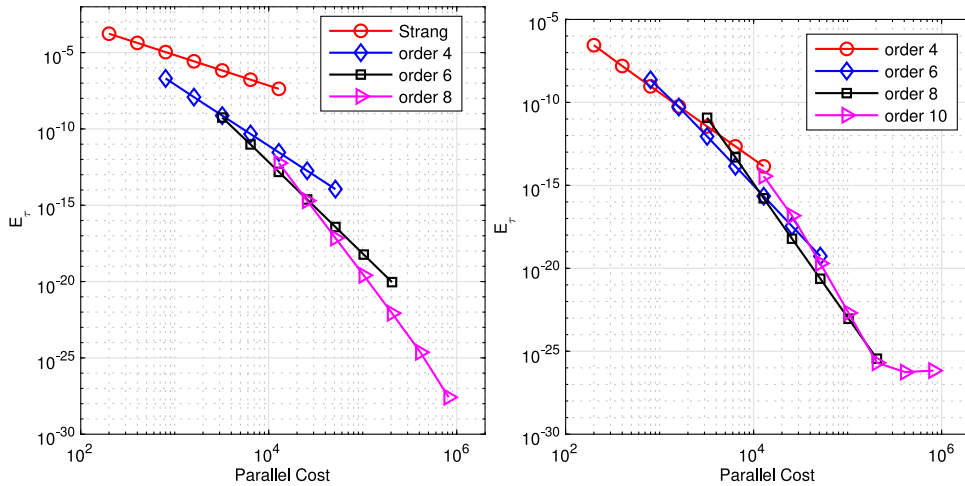 10^-5
10^-10
10^-15
10^-20
10^-25
10^-30
E_τ
10^2
10^4
10^6
Parallel Cost
Strang
order 4
order 6
order 8
10^-5
10^-10
10^-15
10^-20
10^-25
10^-30
E_τ
10^2
10^4
10^6
Parallel Cost
order 4
order 6
order 8
order 10